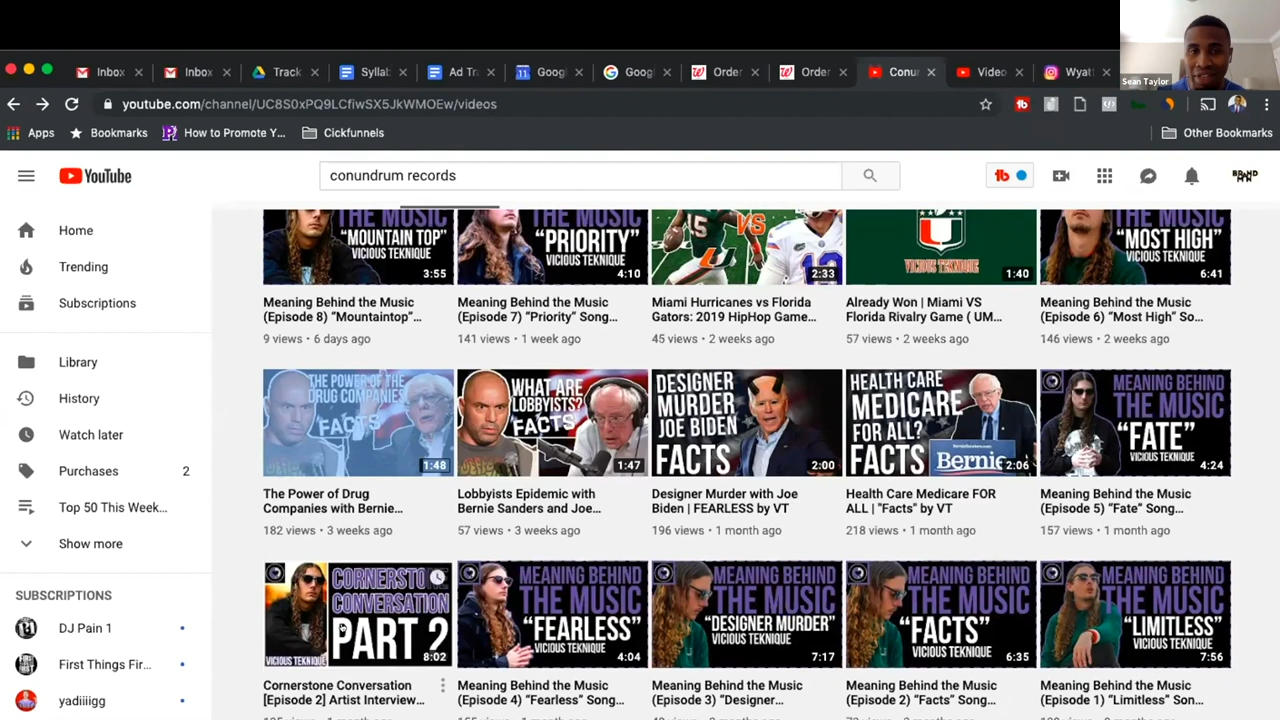 Sean Taylor
Inbox
Inbox
Track
Syllab
Ad Tr
Googl
Googl
Order
Order
Conu
Video
Wyatt
youtube.com/channel/UC8S0xPQ9LCfiwSX5JkWMOEw/videos
Apps
Bookmarks
How to Promote Y...
Clickfunnels
Other Bookmarks
YouTube
conundrum records
tb
BRAND
MAN
Home
Trending
Subscriptions
Library
History
Watch later
Purchases 2
Top 50 This Week...
Show more
SUBSCRIPTIONS
DJ Pain 1
First Things Fir...
yadiiiigg
THE MUSIC
"MOUNTAIN TOP"
VICIOUS TEKNIQUE
3:55
Meaning Behind the Music
(Episode 8) “Mountaintop”...
9 views • 6 days ago
THE MUSIC
"PRIORITY"
VICIOUS TEKNIQUE
4:10
Meaning Behind the Music
(Episode 7) “Priority” Song...
141 views • 1 week ago
15
VS
2:33
Miami Hurricanes vs Florida
Gators: 2019 HipHop Game...
45 views • 2 weeks ago
VICIOUS TEKNIQUE
1:40
Already Won | Miami VS
Florida Rivalry Game ( UM...
57 views • 2 weeks ago
THE MUSIC
"MOST HIGH"
VICIOUS TEKNIQUE
6:41
Meaning Behind the Music
(Episode 6) “Most High” So...
146 views • 2 weeks ago
THE POWER OF THE
DRUG COMPANIES
FACTS
1:48
The Power of Drug
Companies with Bernie...
182 views • 3 weeks ago
WHAT ARE
LOBBYISTS?
FACTS
1:47
Lobbyists Epidemic with
Bernie Sanders and Joe...
57 views • 3 weeks ago
DESIGNER
MURDER
JOE BIDEN
FACTS
2:00
Designer Murder with Joe
Biden | FEARLESS by VT
196 views • 1 month ago
HEALTH CARE
MEDICARE
FOR ALL?
FACTS
Bernie
2:06
Health Care Medicare FOR
ALL | "Facts" by VT
218 views • 1 month ago
MEANING BEHIND
THE MUSIC
"FATE"
VICIOUS TEKNIQUE
4:24
Meaning Behind the Music
(Episode 5) “Fate” Song...
157 views • 1 month ago
CORNERSTO
CONVERSATION
PART 2
VICIOUS TEKNIQUE
8:02
Cornerstone Conversation
[Episode 2] Artist Interview...
MEANING BEHIND
THE MUSIC
"FEARLESS"
VICIOUS TEKNIQUE
4:04
Meaning Behind the Music
(Episode 4) “Fearless” Song...
MEANING BEHIND
THE MUSIC
"DESIGNER MURDER"
VICIOUS TEKNIQUE
7:17
Meaning Behind the Music
(Episode 3) “Designer...
MEANING BEHIND
THE MUSIC
"FACTS"
VICIOUS TEKNIQUE
6:35
Meaning Behind the Music
(Episode 2) “Facts” Song...
MEANING BEHIND
THE MUSIC
"LIMITLESS"
VICIOUS TEKNIQUE
7:56
Meaning Behind the Music
(Episode 1) “Limitless” Son...